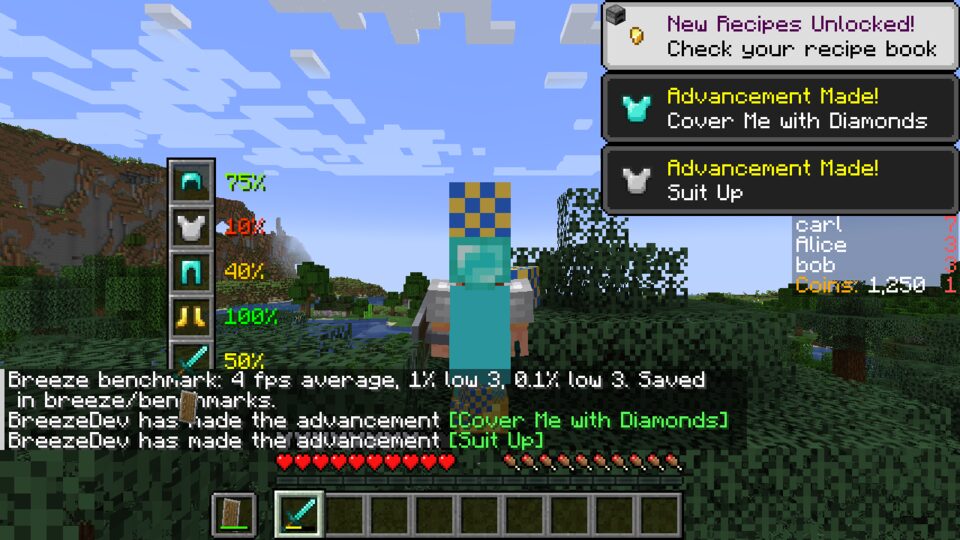 New Recipes Unlocked!
Check your recipe book
Advancement Made!
Cover Me with Diamonds
Advancement Made!
Suit Up
75%
10%
40%
100%
50%
carl
Alice 3
bob
Coins: 1,250 1
Breeze benchmark: 4 fps average, 1% low 3, 0.1% low 3. Saved
in breeze/benchmarks.
BreezeDev has made the advancement [Cover Me with Diamonds]
BreezeDev has made the advancement [Suit Up]